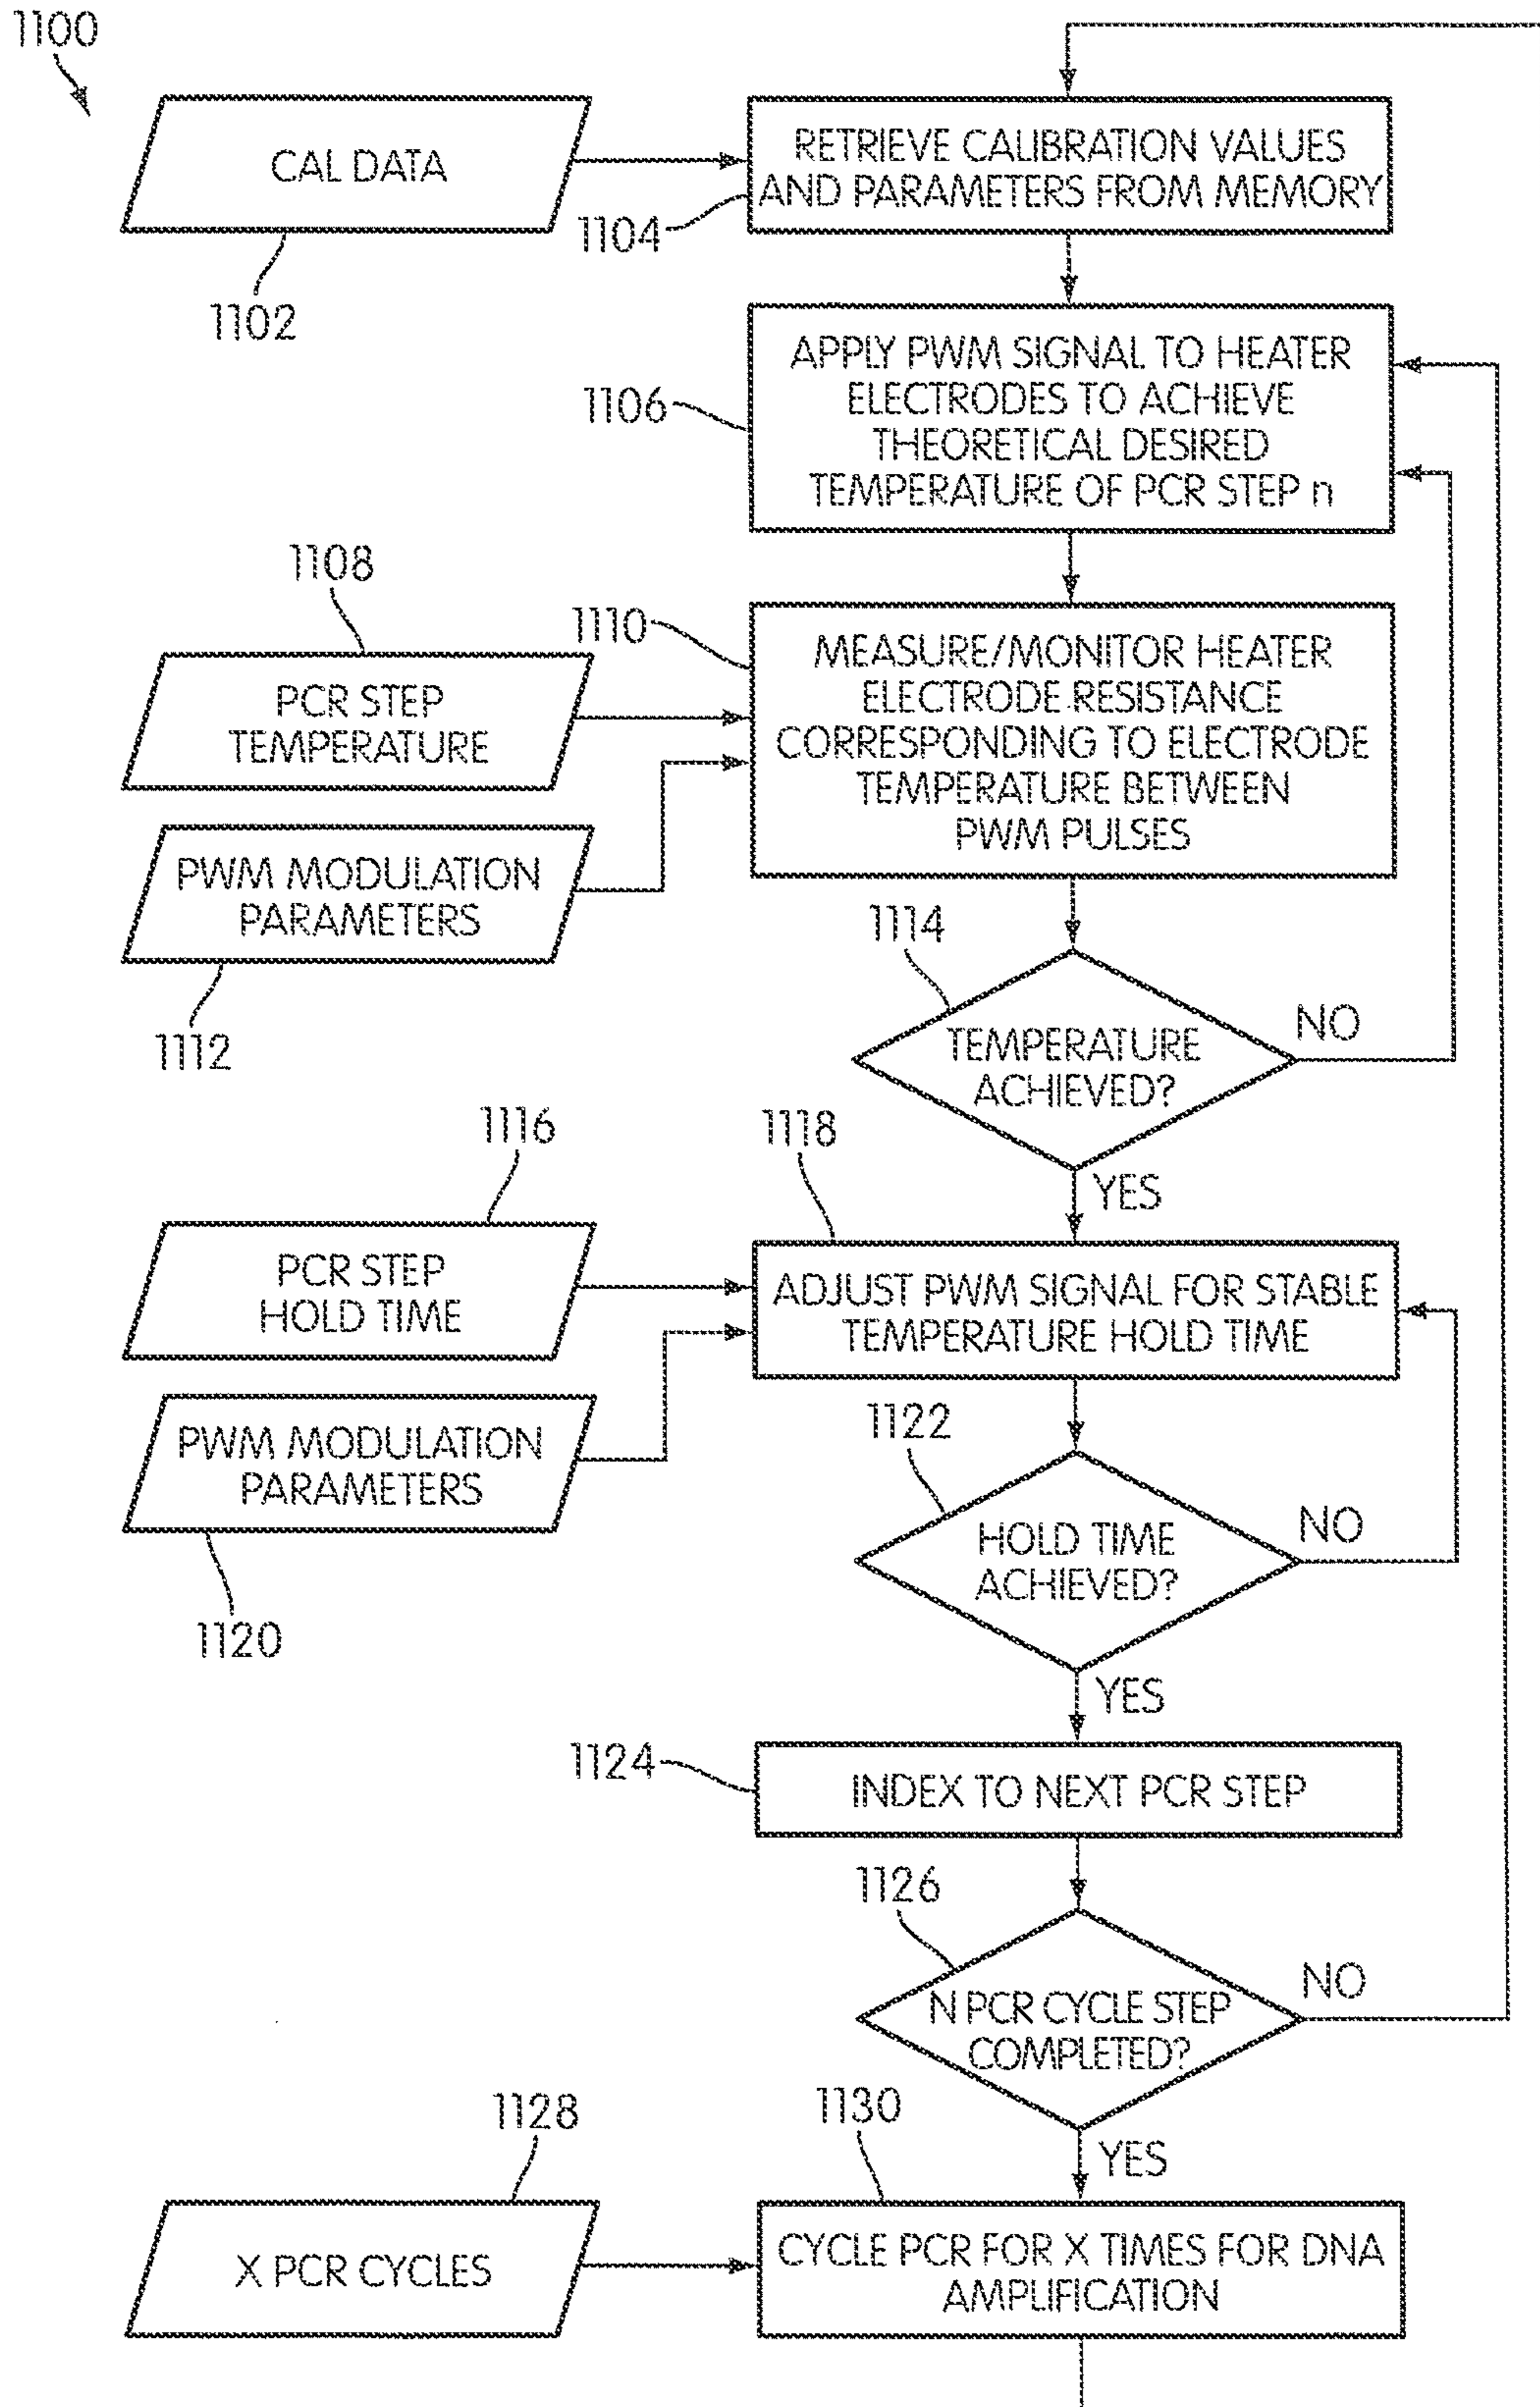 1100
CAL DATA
1102
RETRIEVE CALIBRATION VALUES
AND PARAMETERS FROM MEMORY
1104
APPLY PWM SIGNAL TO HEATER
ELECTRODES TO ACHIEVE
THEORETICAL DESIRED
TEMPERATURE OF PCR STEP n
1106
1108
PCR STEP
TEMPERATURE
1110
MEASURE/MONITOR HEATER
ELECTRODE RESISTANCE
CORRESPONDING TO ELECTRODE
TEMPERATURE BETWEEN
PWM PULSES
PWM MODULATION
PARAMETERS
1112
1114
TEMPERATURE
ACHIEVED?
NO
YES
1116
PCR STEP
HOLD TIME
1118
ADJUST PWM SIGNAL FOR STABLE
TEMPERATURE HOLD TIME
PWM MODULATION
PARAMETERS
1120
1122
HOLD TIME
ACHIEVED?
NO
YES
1124
INDEX TO NEXT PCR STEP
1126
N PCR CYCLE STEP
COMPLETED?
NO
YES
1128
X PCR CYCLES
1130
CYCLE PCR FOR X TIMES FOR DNA
AMPLIFICATION